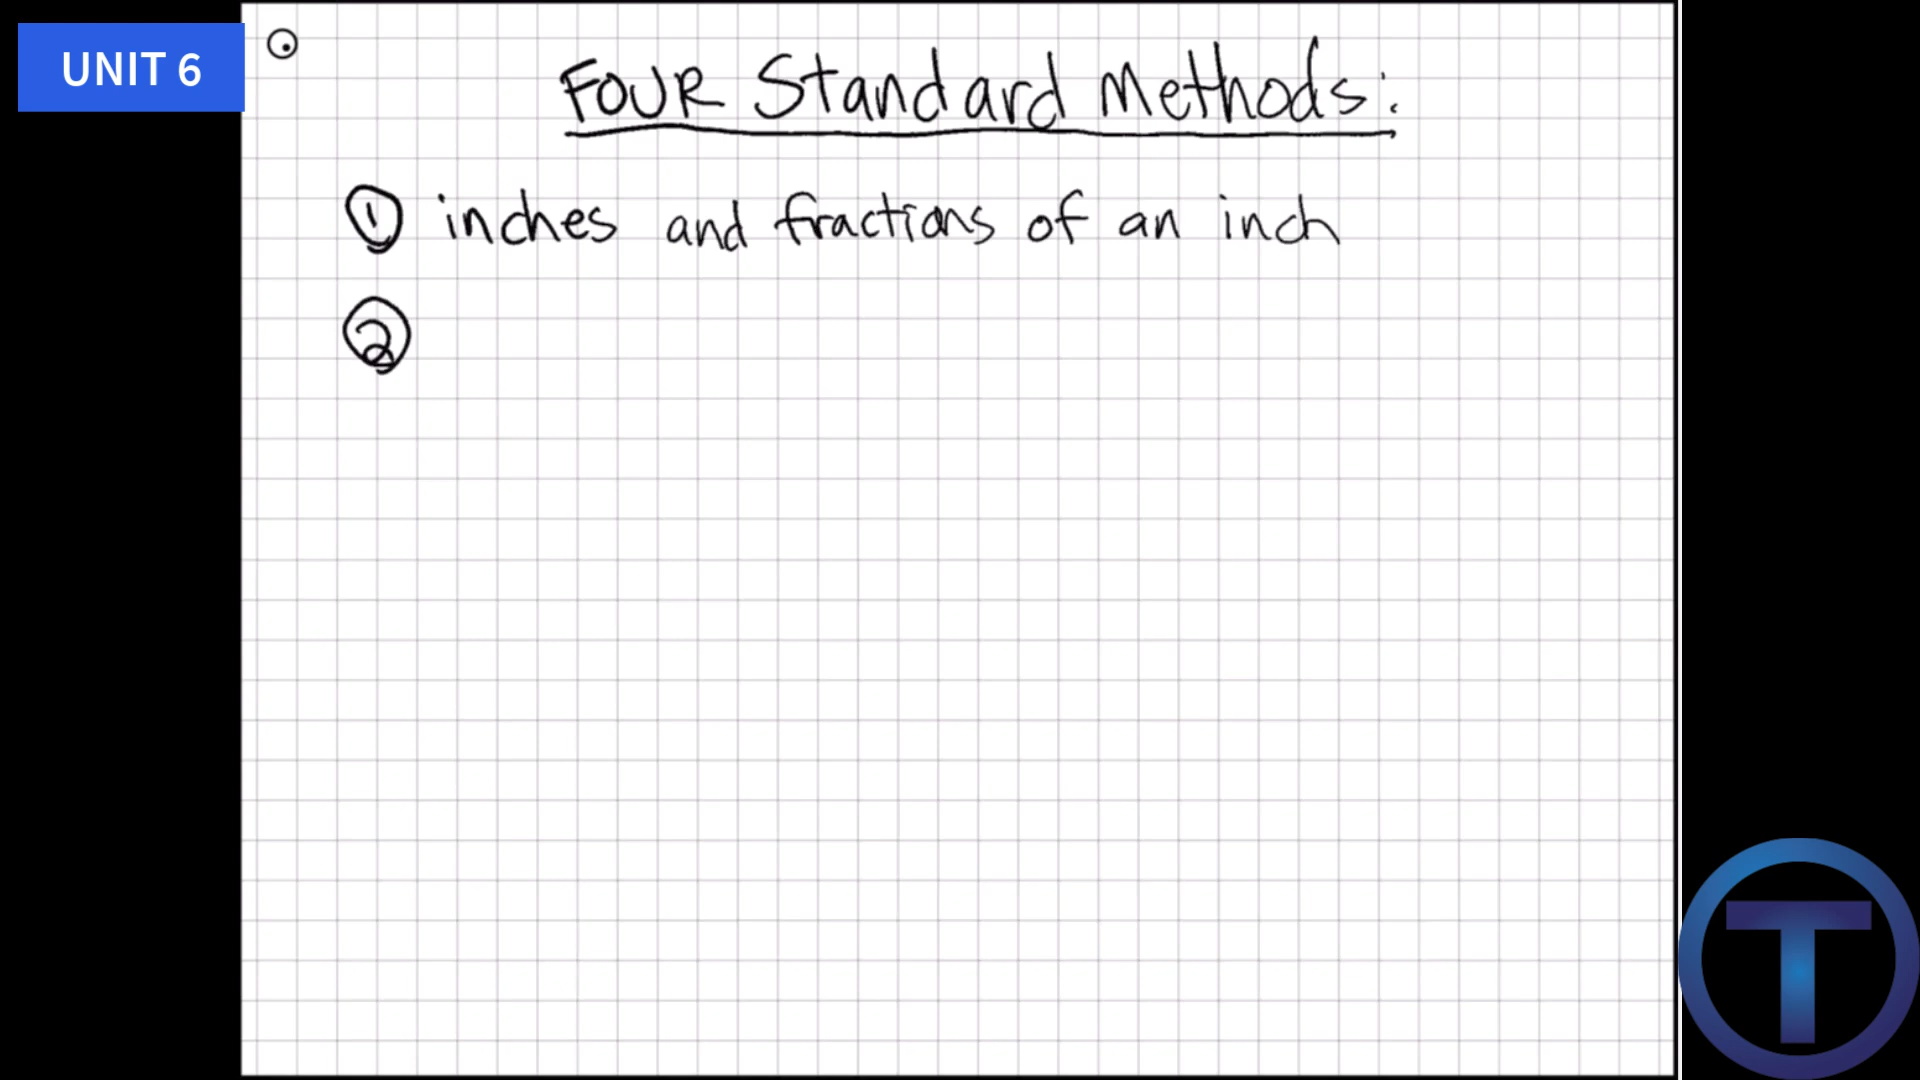 UNIT 6
FOUR Standard Methods:
① inches and fractions of an inch
②
T